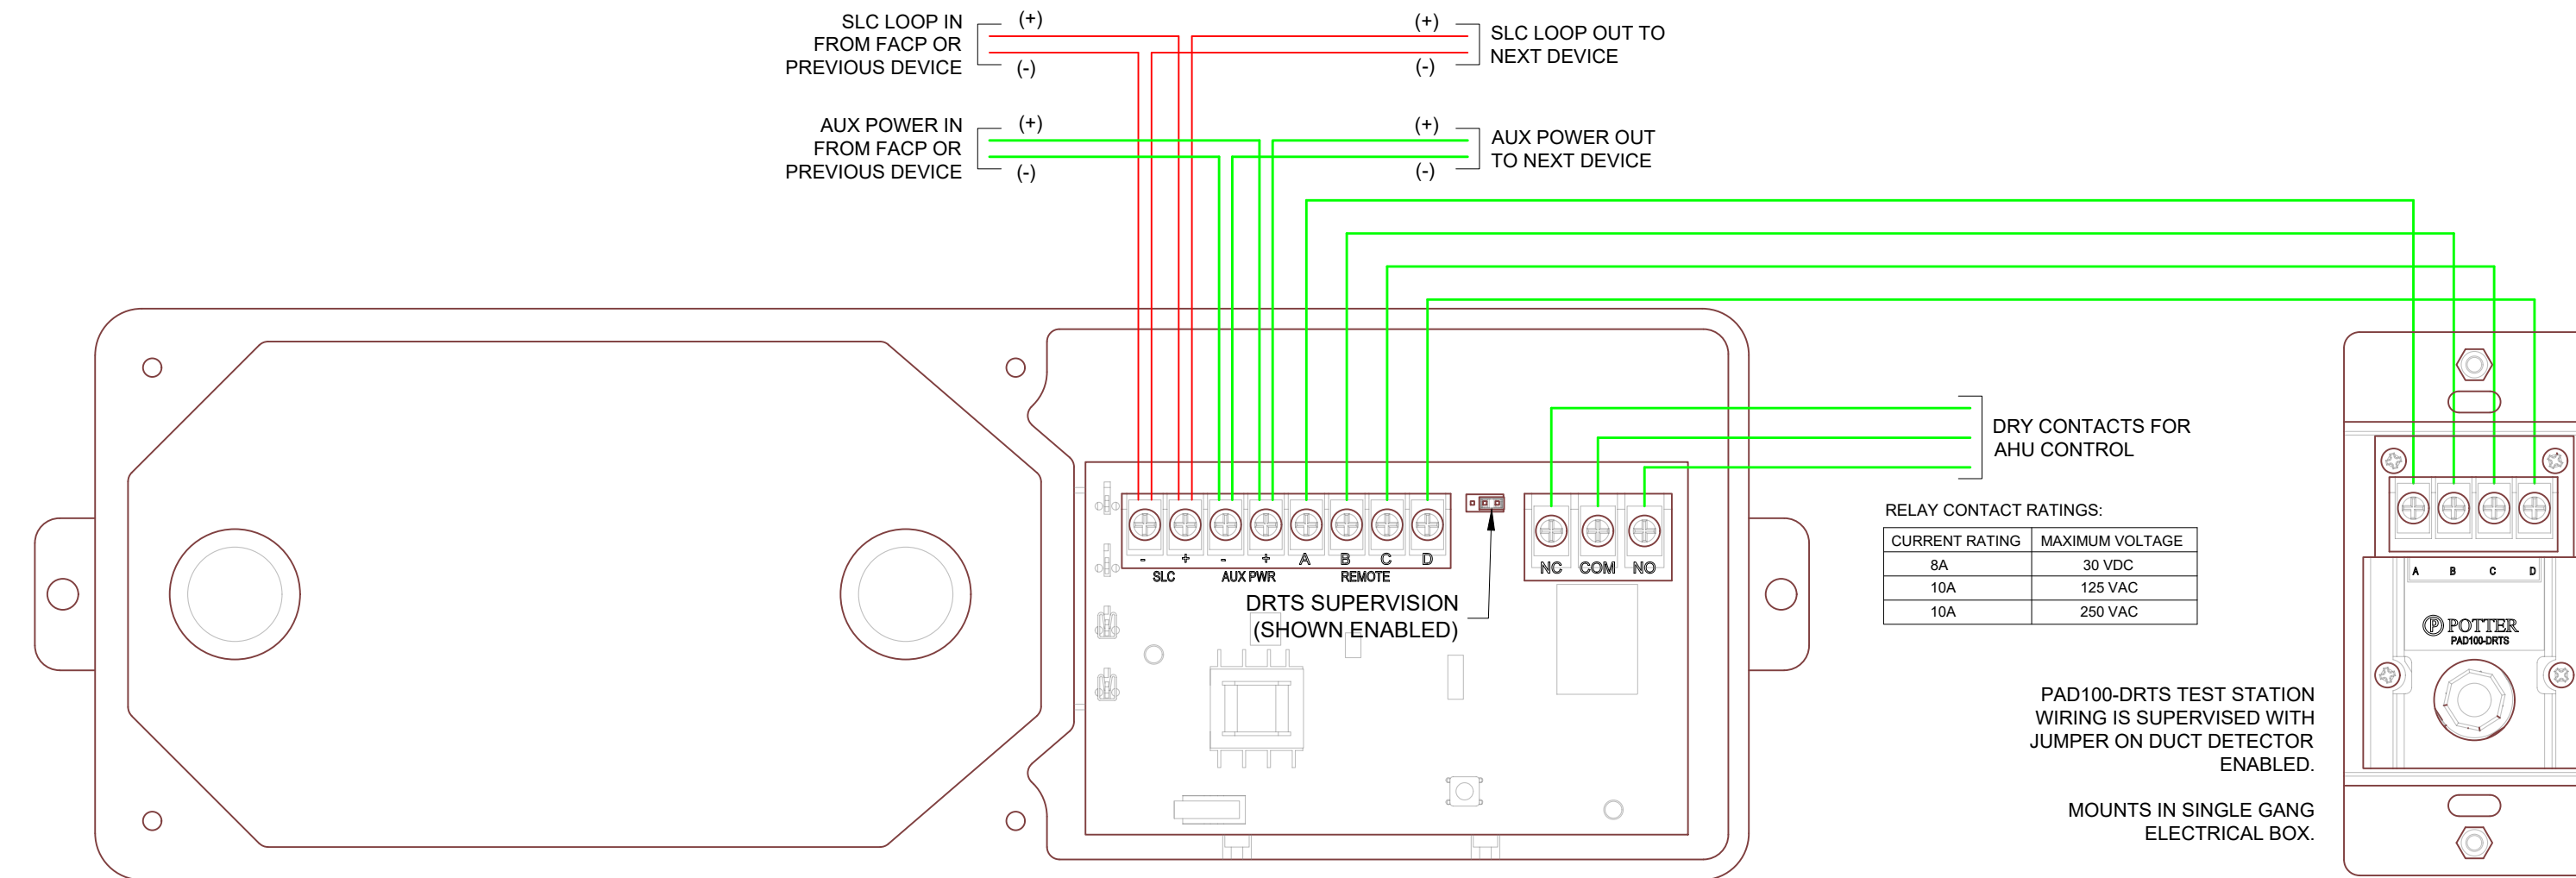 SLC LOOP IN
FROM FACP OR
PREVIOUS DEVICE
(+)
(-)
(+)
(-)
SLC LOOP OUT TO
NEXT DEVICE
AUX POWER IN
FROM FACP OR
PREVIOUS DEVICE
(+)
(-)
(+)
(-)
AUX POWER OUT
TO NEXT DEVICE
DRY CONTACTS FOR
AHU CONTROL
- + - + A B C D
SLC AUX PWR REMOTE
NC COM NO
DRTS SUPERVISION
(SHOWN ENABLED)
RELAY CONTACT RATINGS:
CURRENT RATING MAXIMUM VOLTAGE
8A 30 VDC
10A 125 VAC
10A 250 VAC
A B C D
P POTTER
PAD100-DRTS
PAD100-DRTS TEST STATION
WIRING IS SUPERVISED WITH
JUMPER ON DUCT DETECTOR
ENABLED.
MOUNTS IN SINGLE GANG
ELECTRICAL BOX.